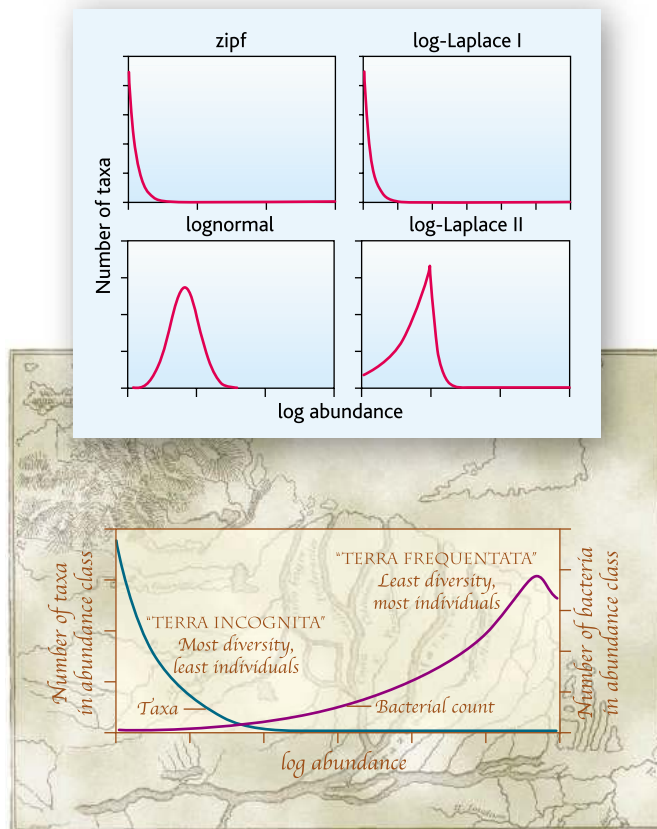 zipf
log-Laplace I
Number of taxa
lognormal
log-Laplace II
log abundance
Number of taxa
in abundance class
"TERRA INCOGNITA"
Most diversity,
least individuals
"TERRA FREQUENTATA"
Least diversity,
most individuals
Taxa
Bacterial count
Number of bacteria
in abundance class
log abundance